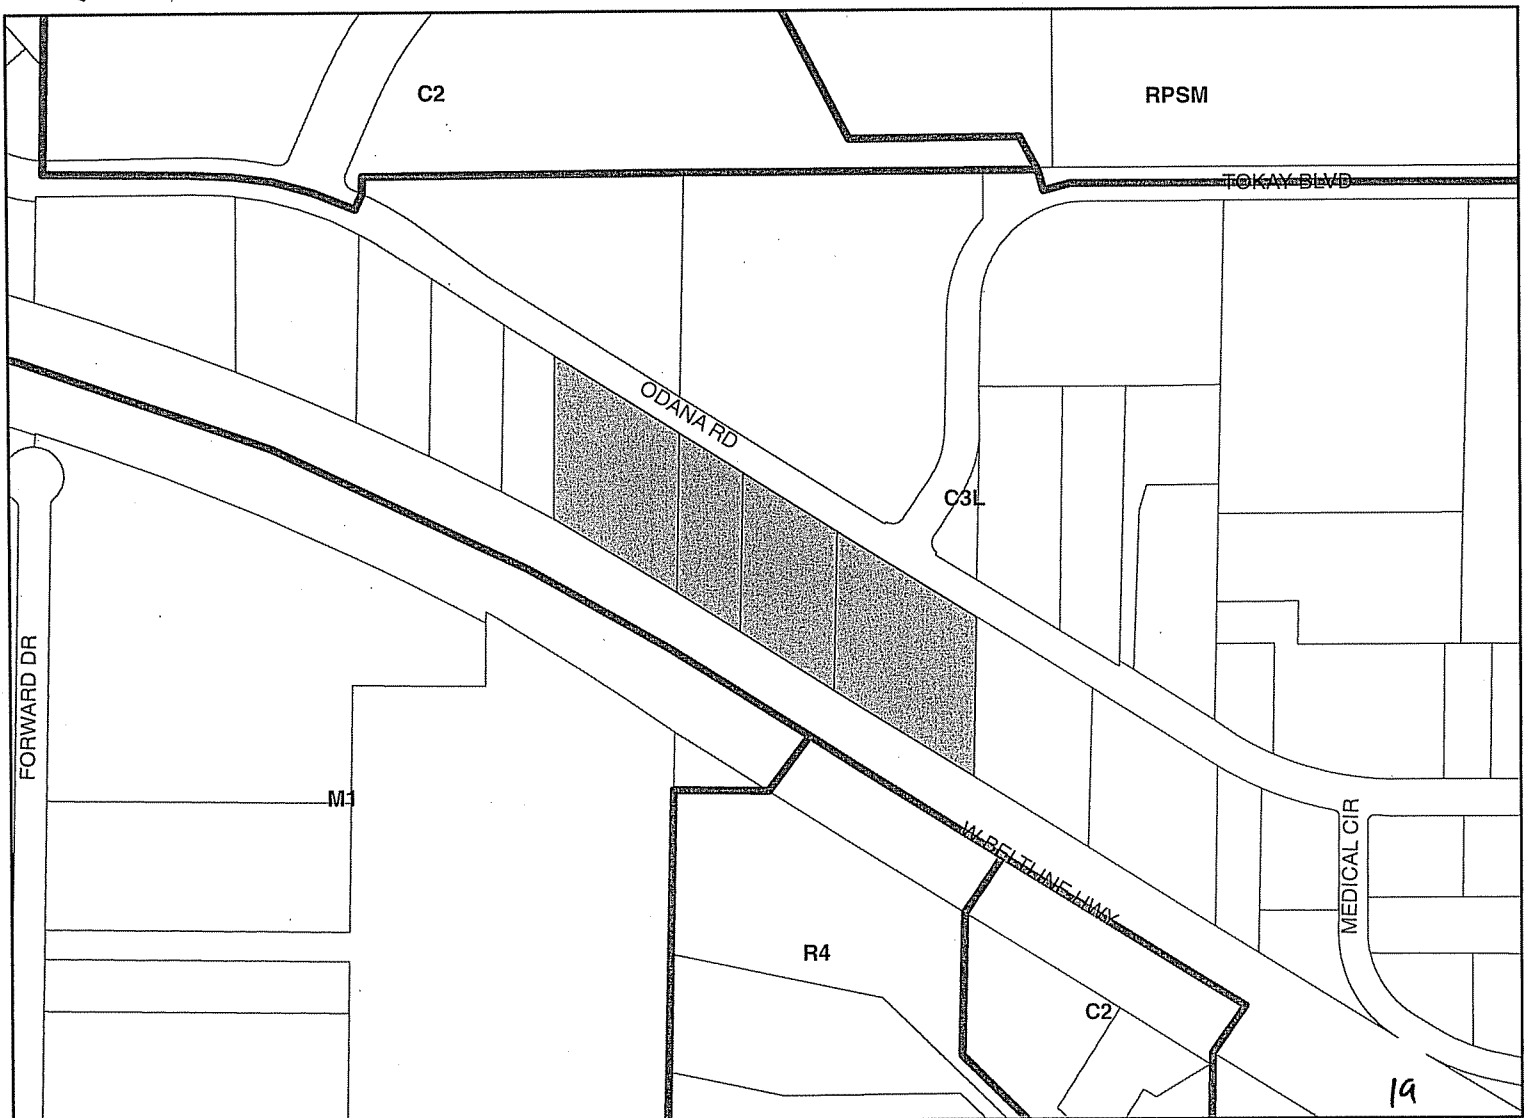 C2
RPSM
TOKAY BLVD
ODANA RD
C3L
FORWARD DR
M1
W BELTLINE HWY
MEDICAL CIR
R4
C2
19